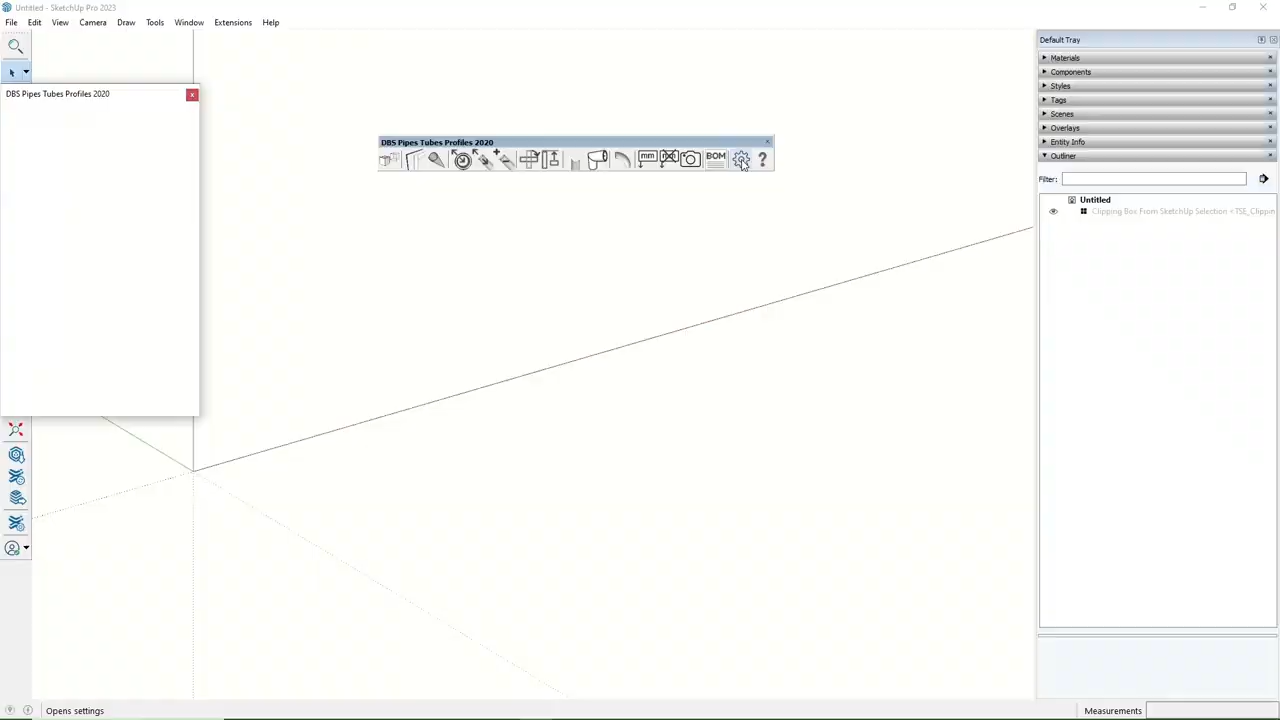 Untitled - SketchUp Pro 2023
File Edit View Camera Draw Tools Window Extensions Help
Default Tray
Materials
Components
Styles
Tags
Scenes
Overlays
Entity Info
Outliner
Filter:
Untitled
Clipping Box From SketchUp Selection <TSE_Clippin
DBS Pipes Tubes Profiles 2020
DBS Pipes Tubes Profiles 2020
mm
BOM
?
Opens settings
Measurements